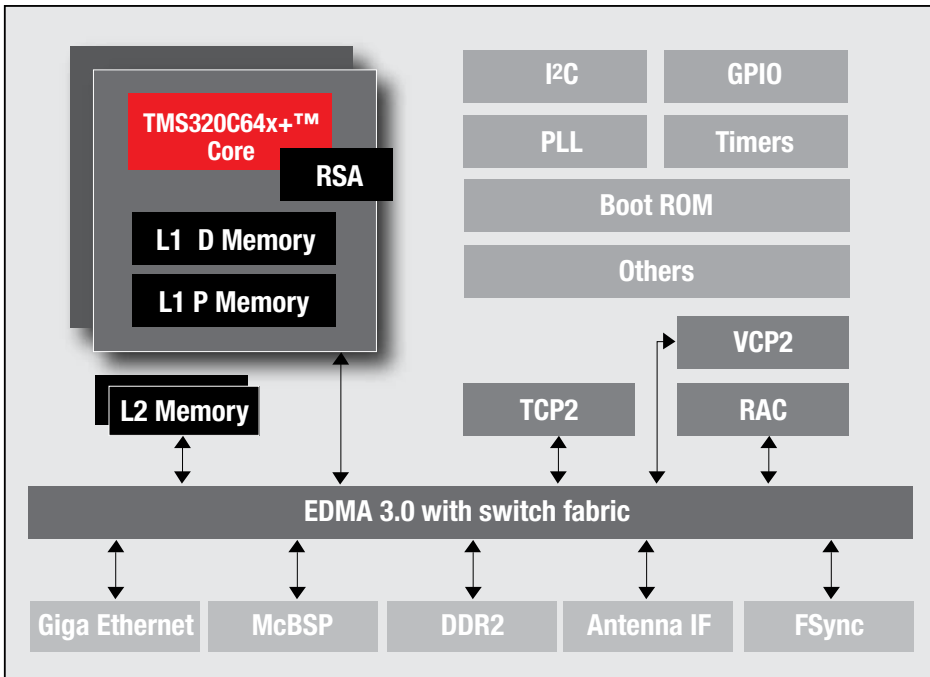 TMS320C64x+™
Core
RSA
L1 D Memory
L1 P Memory
L2 Memory
I²C
GPIO
PLL
Timers
Boot ROM
Others
VCP2
TCP2
RAC
EDMA 3.0 with switch fabric
Giga Ethernet
McBSP
DDR2
Antenna IF
FSync